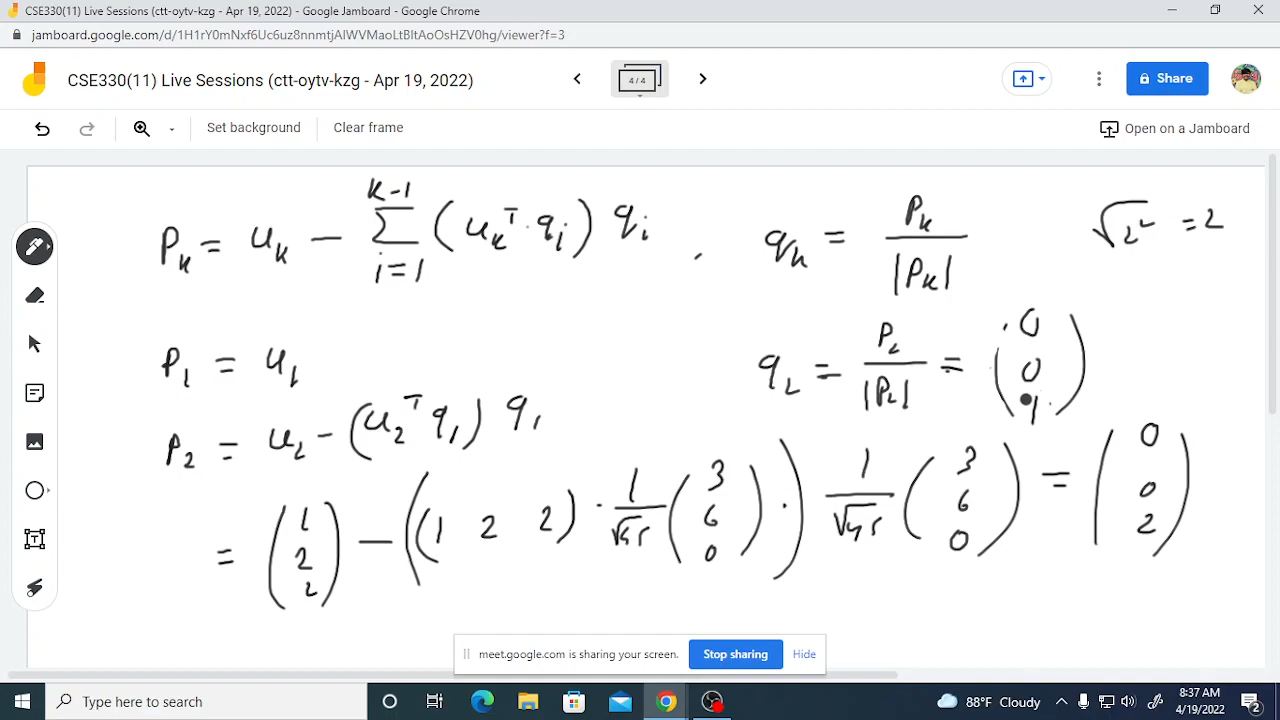 CSE330(11) Live Sessions (ctt-oytv-kzg - Apr 19, 2022) - Google Jamboard - Google Chrome
jamboard.google.com/d/1H1rY0mNxf6Uc6uz8nnmtjAIWVMaoLtBltAoOsHZV0hg/viewer?f=3
CSE330(11) Live Sessions (ctt-oytv-kzg - Apr 19, 2022)
4 / 4
Share
Set background
Clear frame
Open on a Jamboard
P_k = u_k − ∑_{i=1}^{k-1} (u_k^T · q_i) q_i , q_k = P_k / |P_k| √2² = 2
P_1 = u_1
q_2 = P_2 / |P_2| = (0 0 1)
P_2 = u_2 − (u_2^T q_1) q_1
= (1 2 2) − ((1 2 2) · 1/√45 (3 6 0)) · 1/√45 (3 6 0) = (0 0 2)
meet.google.com is sharing your screen.
Stop sharing
Hide
Type here to search
88°F Cloudy
8:37 AM
4/19/2022
2